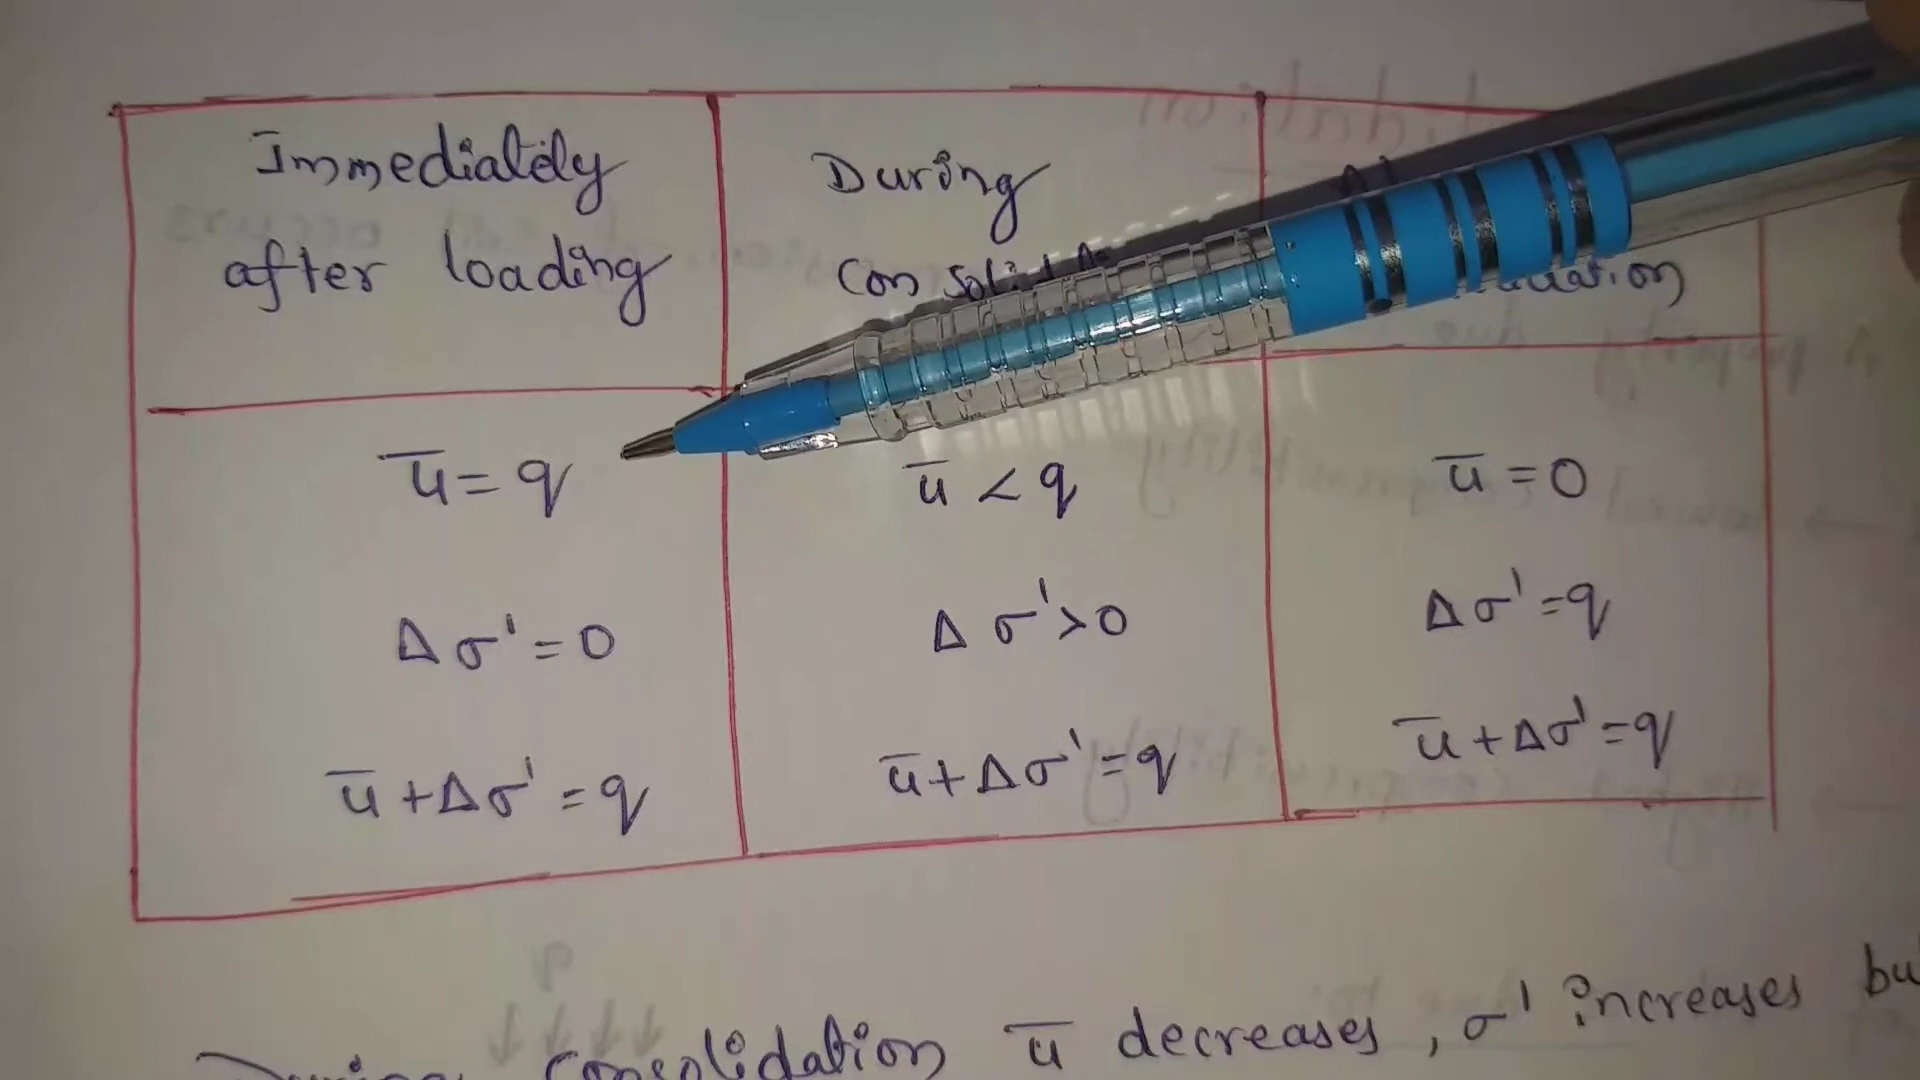 Immediately
after loading
During
u̅ = q
Δσ' = 0
u̅ + Δσ' = q
u̅ < q
Δσ' > 0
u̅ + Δσ' = q
u̅ = 0
Δσ' = q
u̅ + Δσ' = q
consolidation u̅ decreases, σ' increases